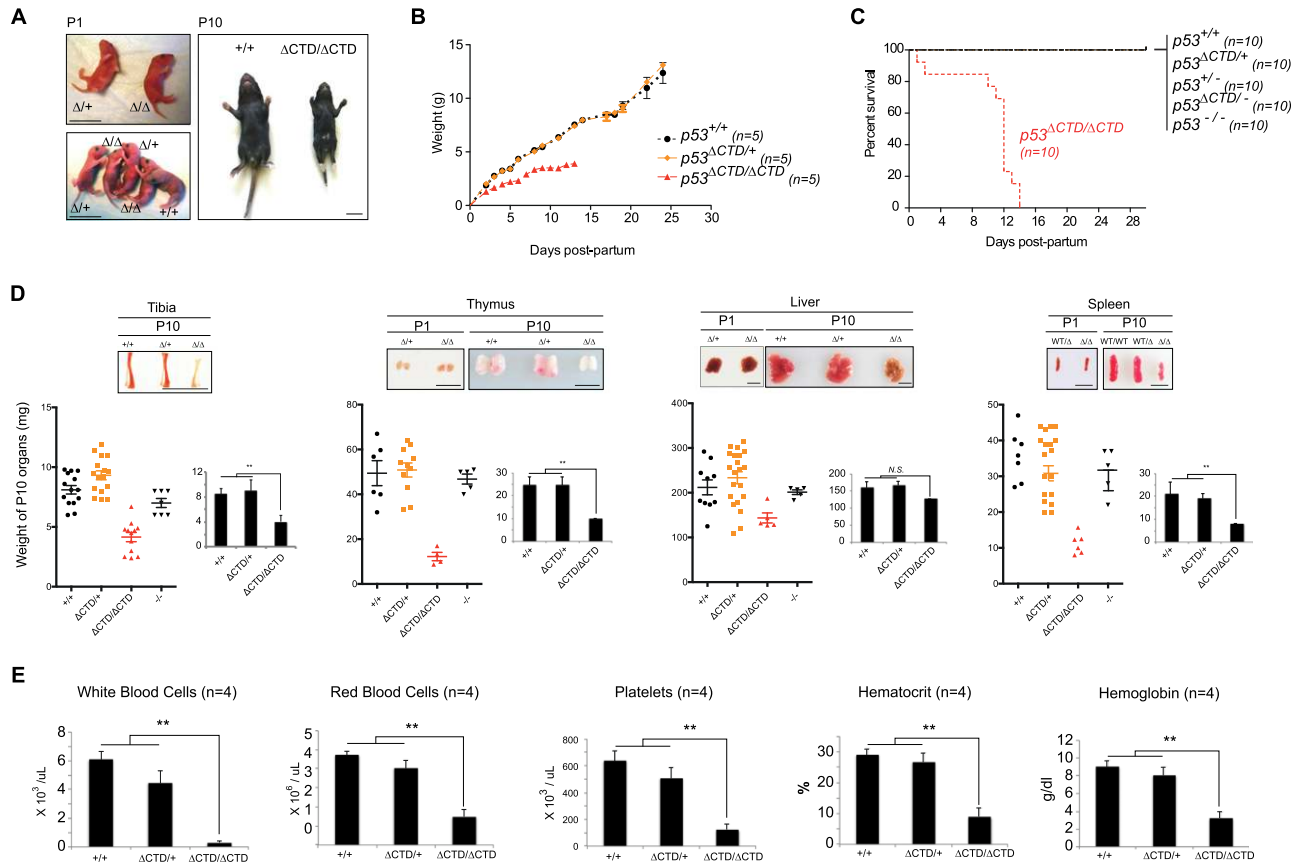 A
P1
P10
Δ/+
Δ/Δ
Δ/Δ
Δ/+
Δ/+
Δ/Δ
+/+
+/+
ΔCTD/ΔCTD
B
15
10
5
0
Weight (g)
0
5
10
15
20
25
30
Days post-partum
p53+/+ (n=5)
p53ΔCTD/+ (n=5)
p53ΔCTD/ΔCTD (n=5)
C
100
80
60
40
20
0
Percent survival
0
4
8
12
16
20
24
28
Days post-partum
p53ΔCTD/ΔCTD
(n=10)
p53+/+ (n=10)
p53ΔCTD/+ (n=10)
p53+/- (n=10)
p53ΔCTD/- (n=10)
p53-/- (n=10)
D
Weight of P10 organs (mg)
Tibia
P10
+/+ Δ/+ Δ/Δ
15
10
5
0
+/+
ΔCTD/+
ΔCTD/ΔCTD
-/-
**
12
8
4
0
+/+
ΔCTD/+
ΔCTD/ΔCTD
Thymus
P1 P10
Δ/+ Δ/Δ +/+ Δ/+ Δ/Δ
80
60
40
20
0
+/+
ΔCTD/+
ΔCTD/ΔCTD
-/-
**
30
20
10
0
+/+
ΔCTD/+
ΔCTD/ΔCTD
Liver
P1 P10
Δ/+ Δ/Δ +/+ Δ/+ Δ/Δ
400
300
200
100
0
+/+
ΔCTD/+
ΔCTD/ΔCTD
-/-
N.S.
200
150
100
50
0
+/+
ΔCTD/+
ΔCTD/ΔCTD
Spleen
P1 P10
WT/Δ Δ/Δ WT/WT WT/Δ Δ/Δ
50
40
30
20
10
0
+/+
ΔCTD/+
ΔCTD/ΔCTD
-/-
**
30
20
10
0
+/+
ΔCTD/+
ΔCTD/ΔCTD
E
White Blood Cells (n=4)
**
8
6
4
2
0
X 10³ /uL
+/+ ΔCTD/+ ΔCTD/ΔCTD
Red Blood Cells (n=4)
**
4
3
2
1
0
X 10⁶ /uL
+/+ ΔCTD/+ ΔCTD/ΔCTD
Platelets (n=4)
**
800
600
400
200
0
X 10³ /uL
+/+ ΔCTD/+ ΔCTD/ΔCTD
Hematocrit (n=4)
**
30
20
10
0
%
+/+ ΔCTD/+ ΔCTD/ΔCTD
Hemoglobin (n=4)
**
10
8
6
4
2
0
g/dl
+/+ ΔCTD/+ ΔCTD/ΔCTD